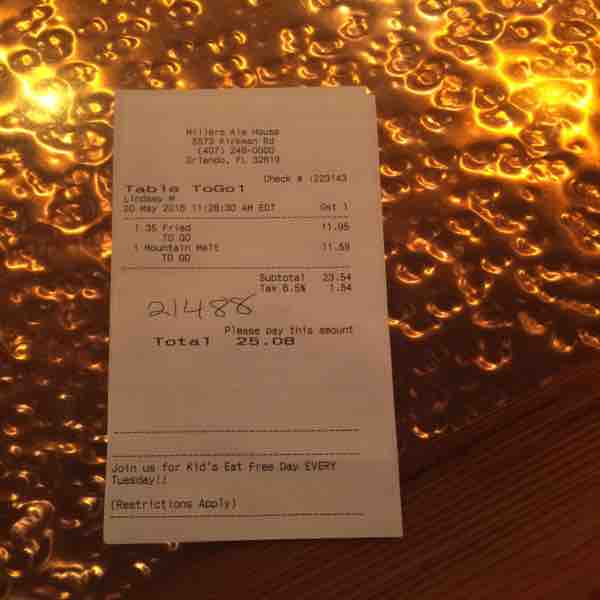 Millers Ale House
5573 Kirkman Rd
(407) 248-0000
Orlando, FL 32819
Check # :223143
Table ToGo1
Lindsey M
20 May 2018 11:28:30 AM EDT Gst 1
1 35 Fried 11.95
TO GO
1 Mountain Melt 11.59
TO GO
Subtotal 23.54
Tax 6.5% 1.54
21488
Please pay this amount
Total 25.08
Join us for Kid's Eat Free Day EVERY
Tuesday!!
(Restrictions Apply)